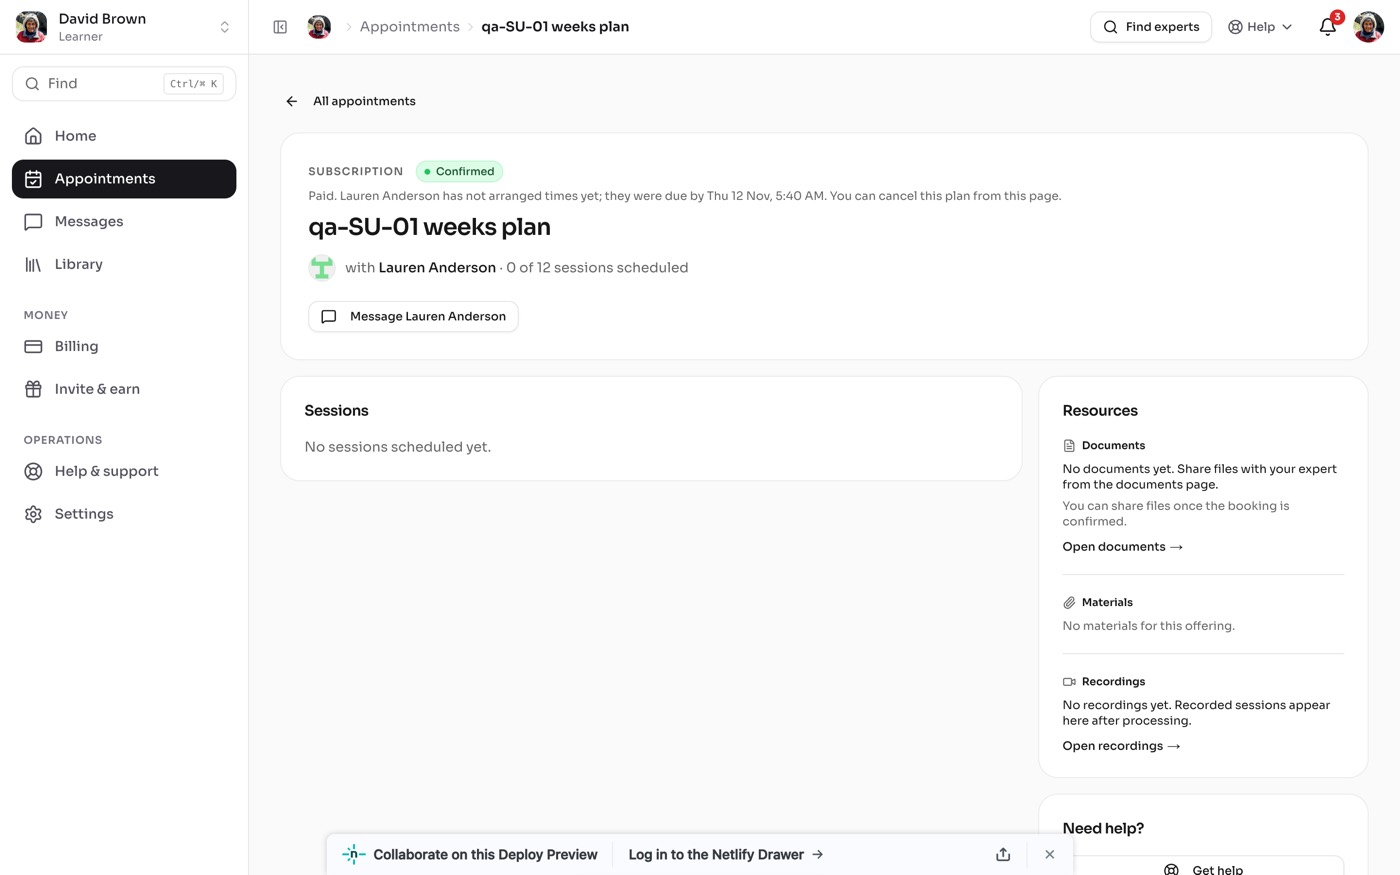 David Brown
Learner
Appointments
qa-SU-01 weeks plan
Find experts
Help
3
Find
Ctrl/⌘ K
Home
Appointments
Messages
Library
MONEY
Billing
Invite & earn
OPERATIONS
Help & support
Settings
All appointments
SUBSCRIPTION
Confirmed
Paid. Lauren Anderson has not arranged times yet; they were due by Thu 12 Nov, 5:40 AM. You can cancel this plan from this page.
qa-SU-01 weeks plan
with Lauren Anderson · 0 of 12 sessions scheduled
Message Lauren Anderson
Sessions
No sessions scheduled yet.
Resources
Documents
No documents yet. Share files with your expert
from the documents page.
You can share files once the booking is
confirmed.
Open documents →
Materials
No materials for this offering.
Recordings
No recordings yet. Recorded sessions appear
here after processing.
Open recordings →
Need help?
Get help
Collaborate on this Deploy Preview
Log in to the Netlify Drawer →